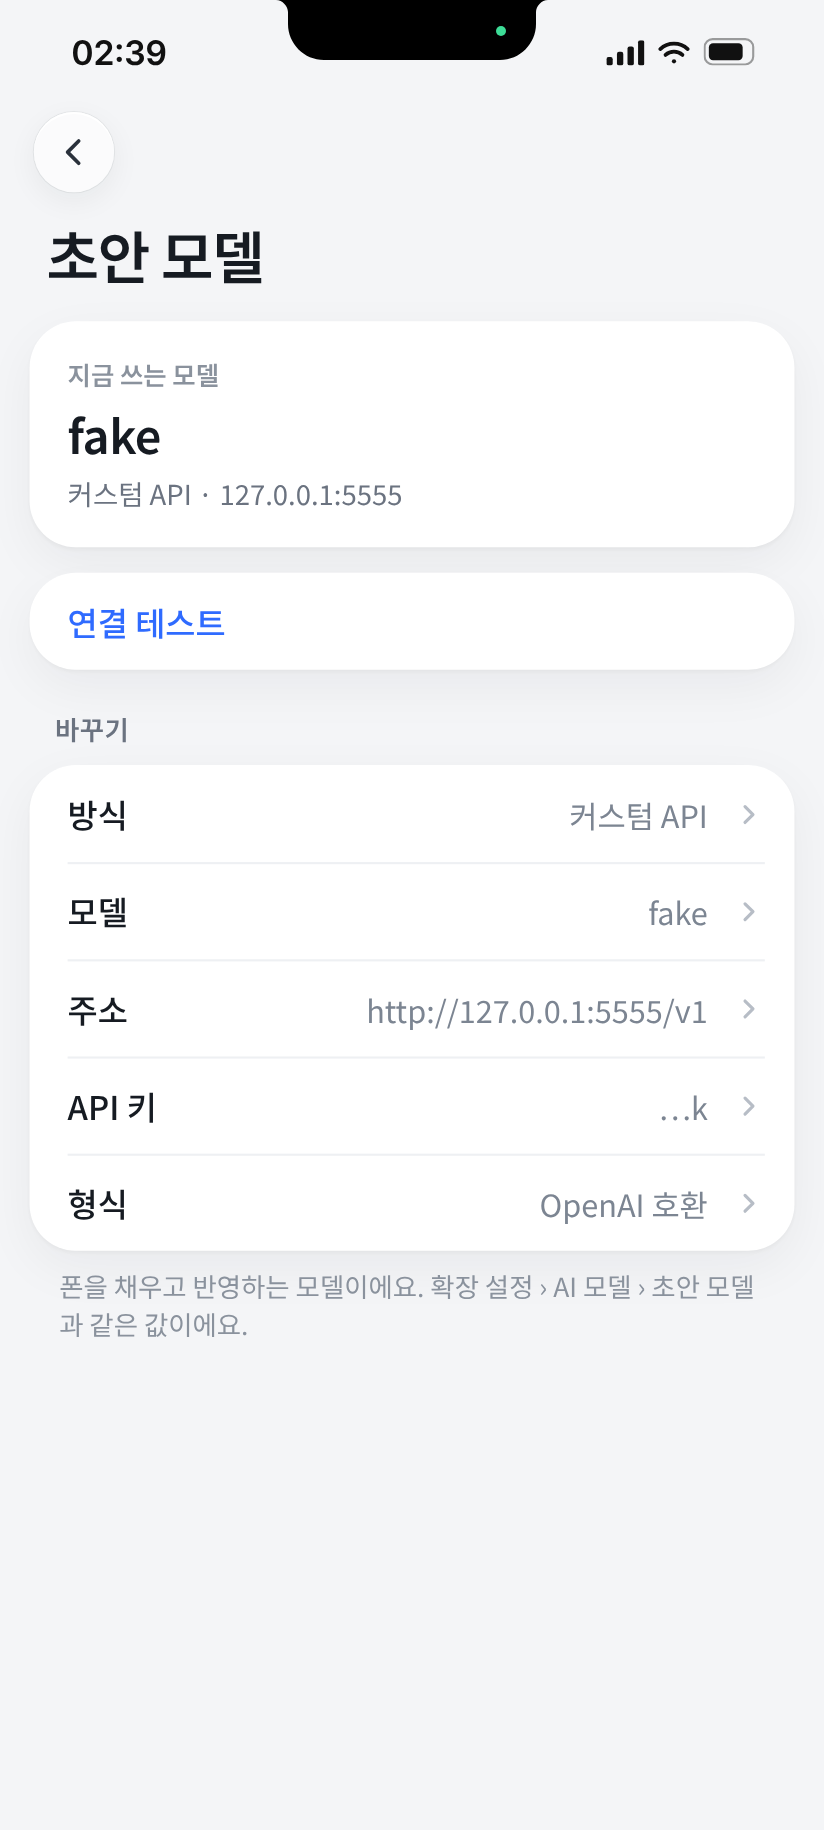 02:39
초안 모델
지금 쓰는 모델
fake
커스텀 API · 127.0.0.1:5555
연결 테스트
바꾸기
방식 커스텀 API
모델 fake
주소 http://127.0.0.1:5555/v1
API 키 …k
형식 OpenAI 호환
폰을 채우고 반영하는 모델이에요. 확장 설정 › AI 모델 › 초안 모델
과 같은 값이에요.